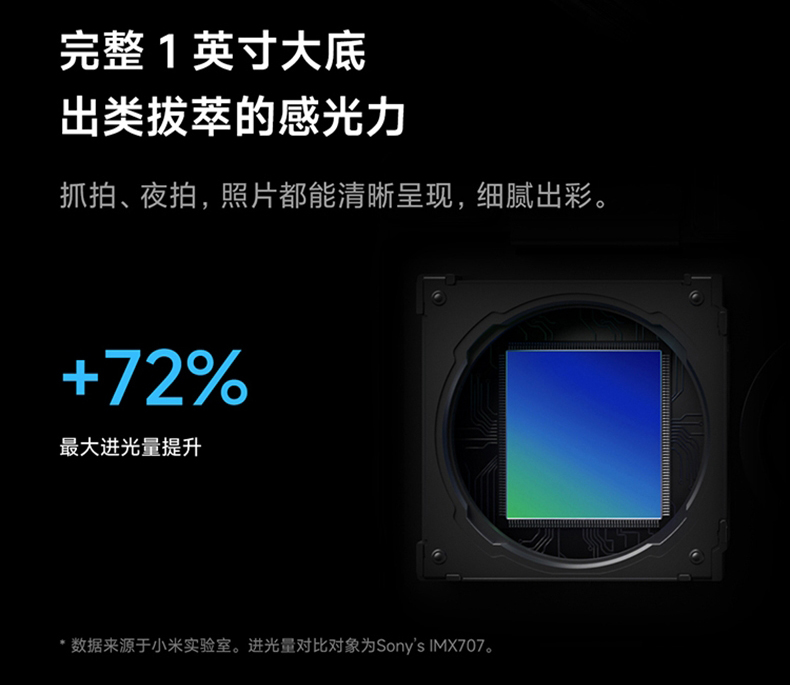 完整 1 英寸大底
出类拔萃的感光力
抓拍、夜拍，照片都能清晰呈现，细腻出彩。
+72%
最大进光量提升
* 数据来源于小米实验室。进光量对比对象为Sony's IMX707。